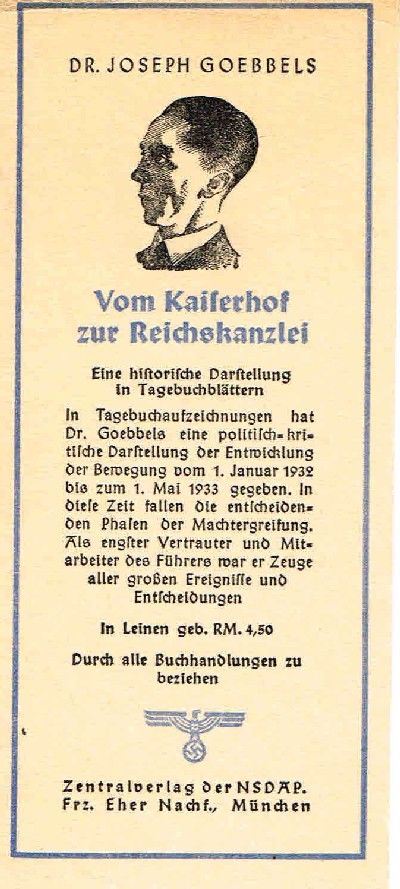 DR. JOSEPH GOEBBELS
Vom Kaiſerhof
zur Reichskanzlei
Eine hiſtoriſche Darſtellung
in Tagebuchblättern
In Tagebuchaufzeichnungen hat
Dr. Goebbels eine politiſch-kri-
tiſche Darſtellung der Entwicklung
der Bewegung vom 1. Januar 1932
bis zum 1. Mai 1933 gegeben. In
dieſe Zeit fallen die entſcheiden-
den Phaſen der Machtergreifung.
Als engſter Vertrauter und Mit-
arbeiter des Führers war er Zeuge
aller großen Ereigniſſe und
Entſcheidungen
In Leinen geb. RM. 4,50
Durch alle Buchhandlungen zu
beziehen
Zentralverlag der NSDAP.
Frz. Eher Nachf., München